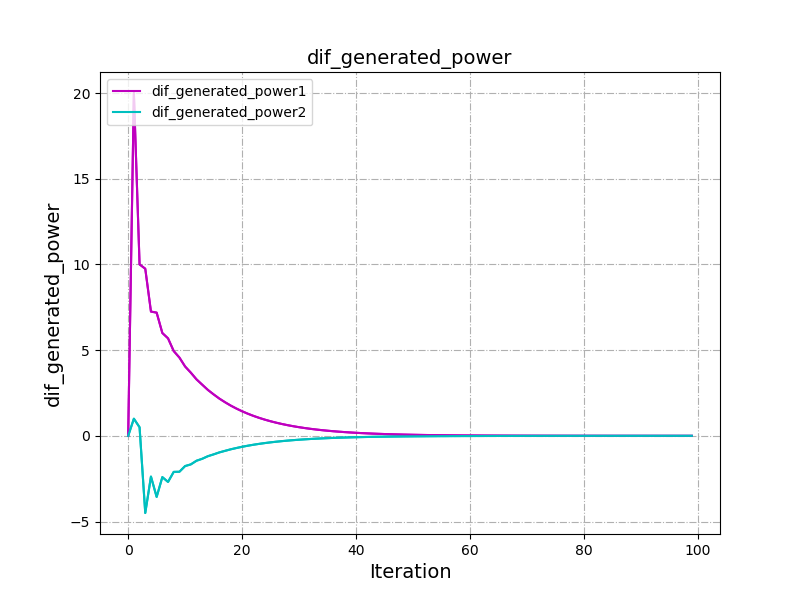 dif_generated_power
dif_generated_power1
dif_generated_power2
dif_generated_power
20
15
10
5
0
−5
0
20
40
60
80
100
Iteration